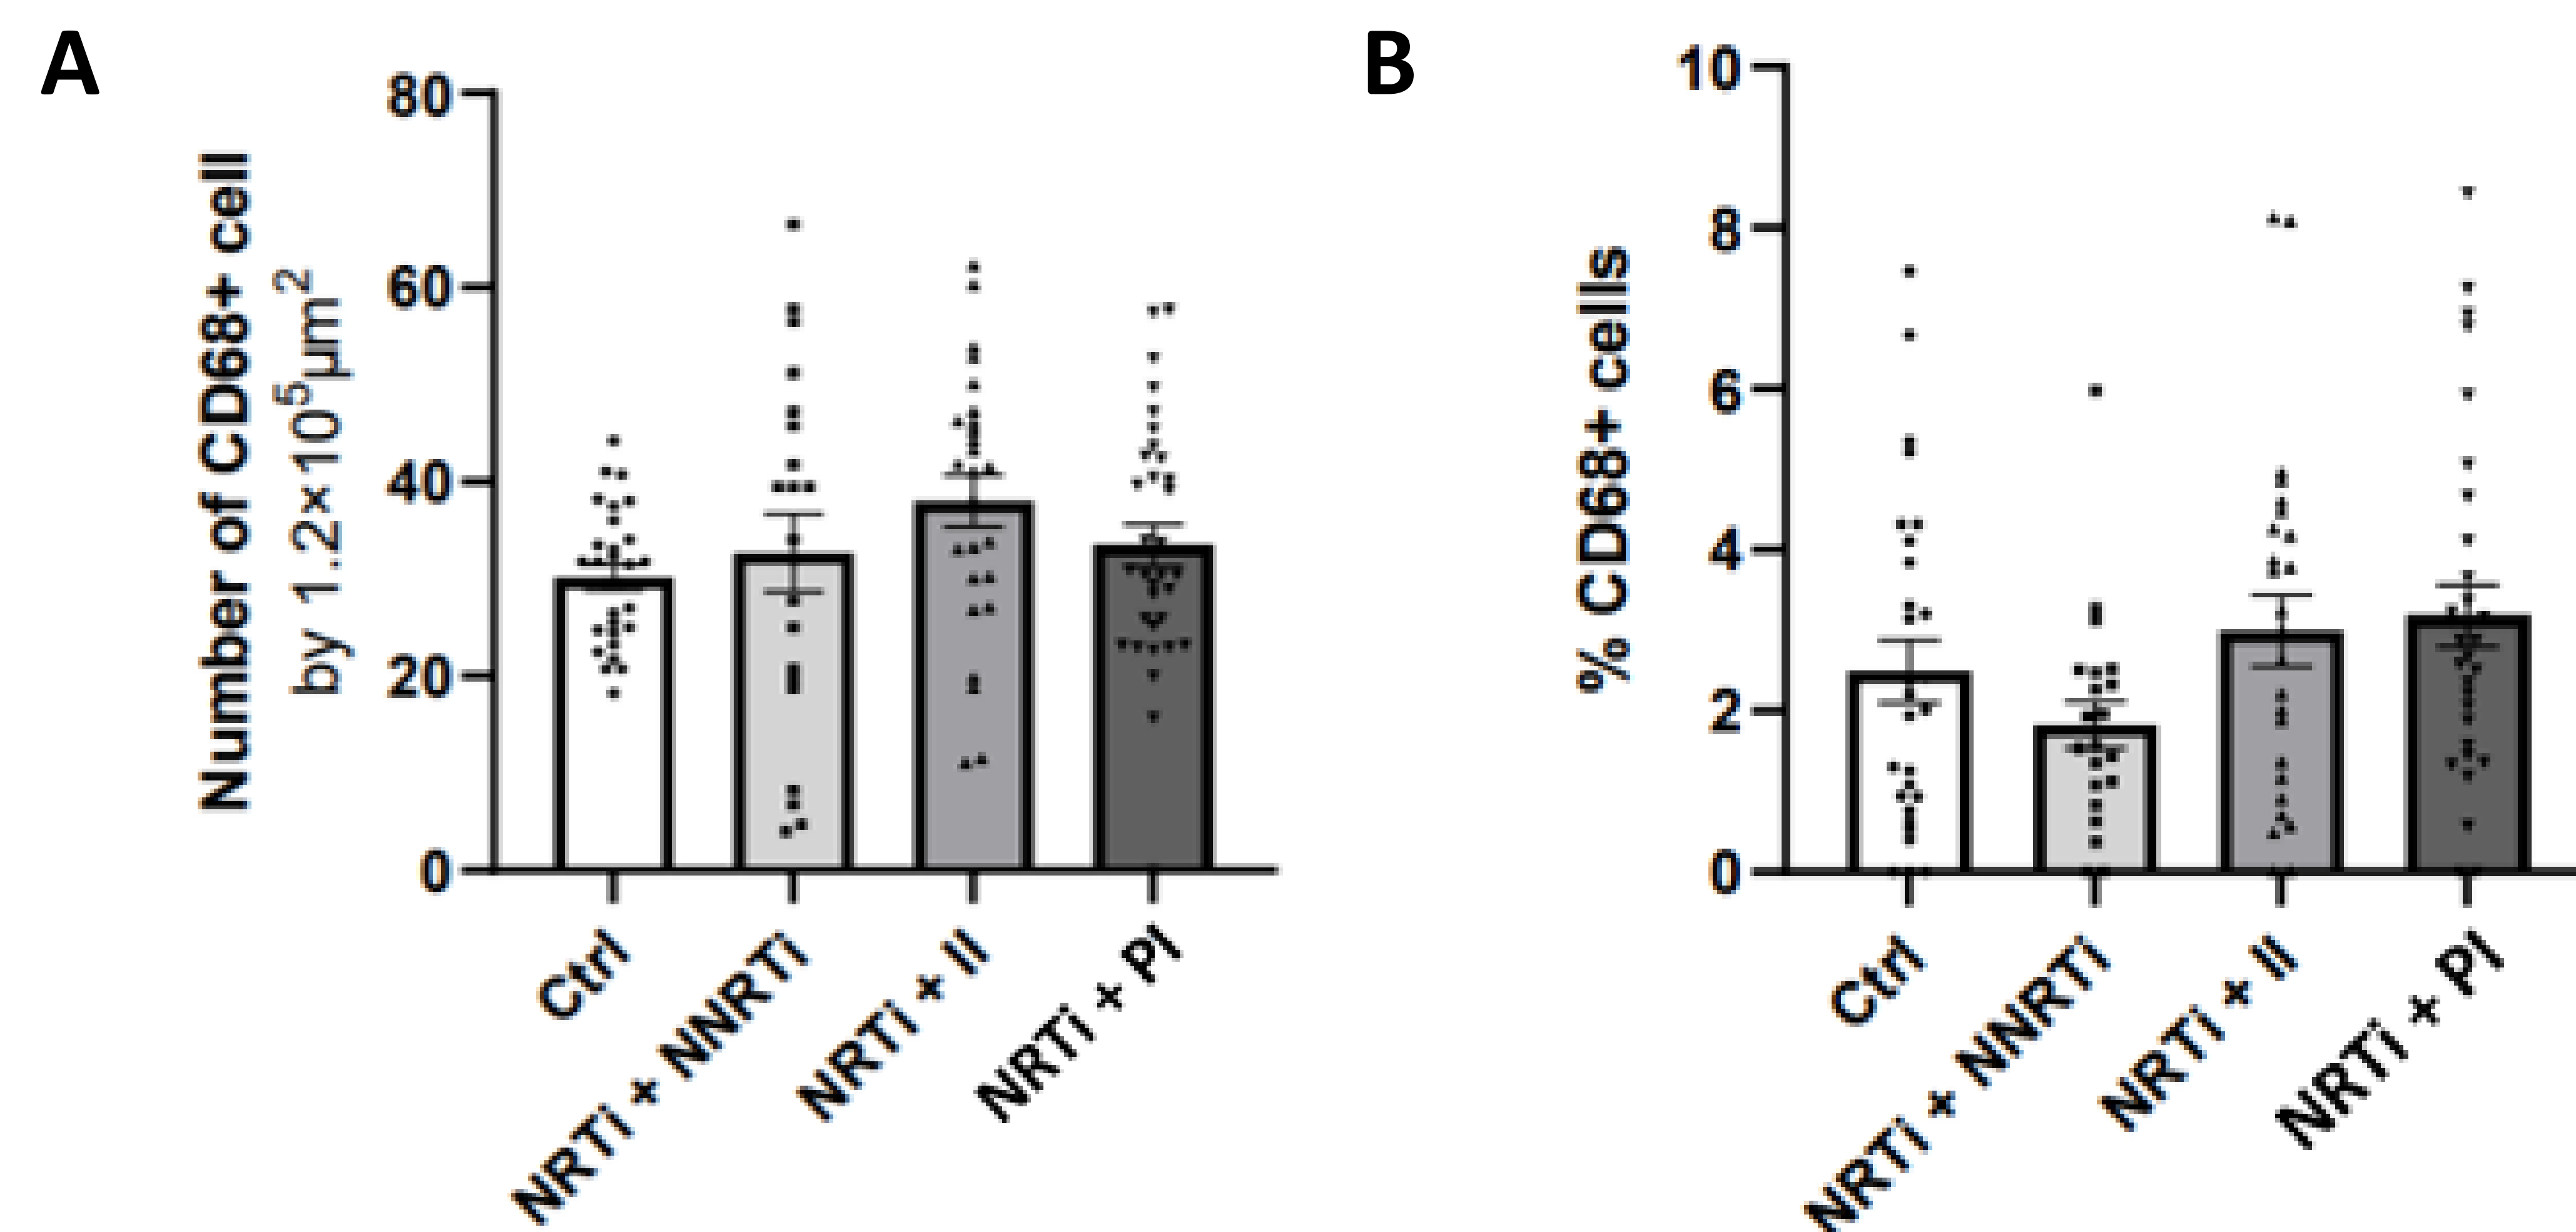 A
80
60
40
20
0
Number of CD68+ cell
by 1.2×10⁵µm²
Ctrl
NRTi + NNRTi
NRTi + II
NRTi + PI
B
10
8
6
4
2
0
% CD68+ cellls
Ctrl
NRTi + NNRTi
NRTi + II
NRTi + PI